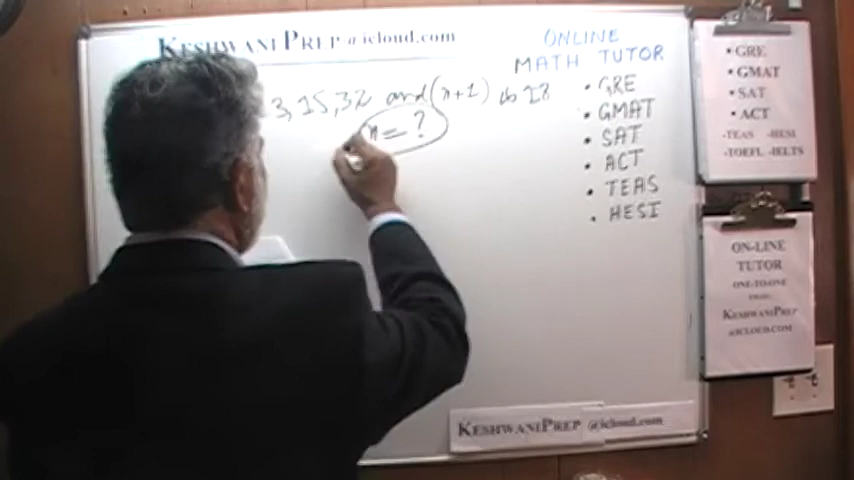 KESHWANIPREP@icloud.com
3, 15, 32 and (n+1) is 18
n = ?
ONLINE
MATH TUTOR
• GRE
• GMAT
• SAT
• ACT
• TEAS
• HESI
• GRE
• GMAT
• SAT
• ACT
-TEAS -HESI
-TOEFL -IELTS
ON-LINE
TUTOR
ONE-TO-ONE
KESHWANIPREP
@ICLOUD.COM
KESHWANIPREP @icloud.com